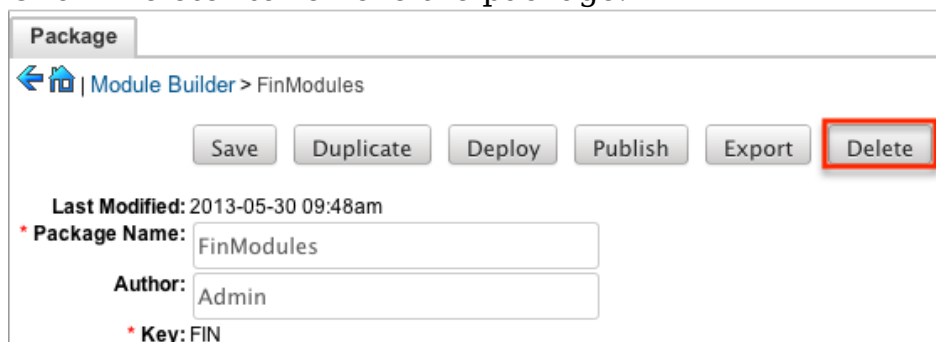 Package
| Module Builder > FinModules
Save Duplicate Deploy Publish Export Delete
Last Modified: 2013-05-30 09:48am
* Package Name: FinModules
Author: Admin
* Key: FIN